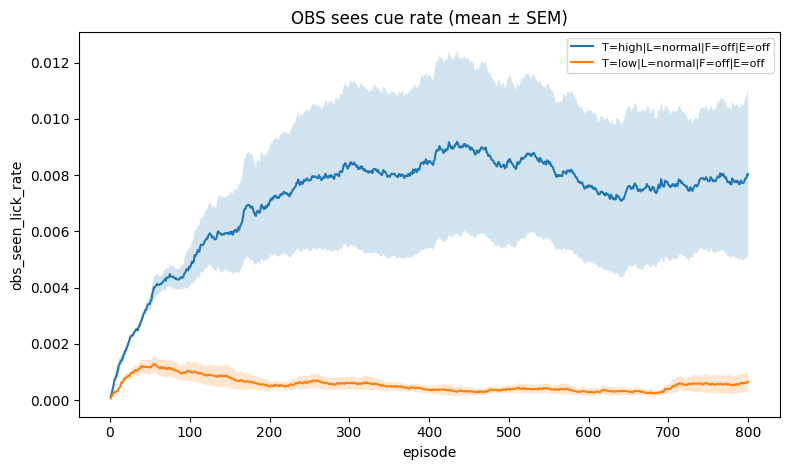 OBS sees cue rate (mean ± SEM)
T=high|L=normal|F=off|E=off
T=low|L=normal|F=off|E=off
obs_seen_lick_rate
0.012
0.010
0.008
0.006
0.004
0.002
0.000
0 100 200 300 400 500 600 700 800
episode